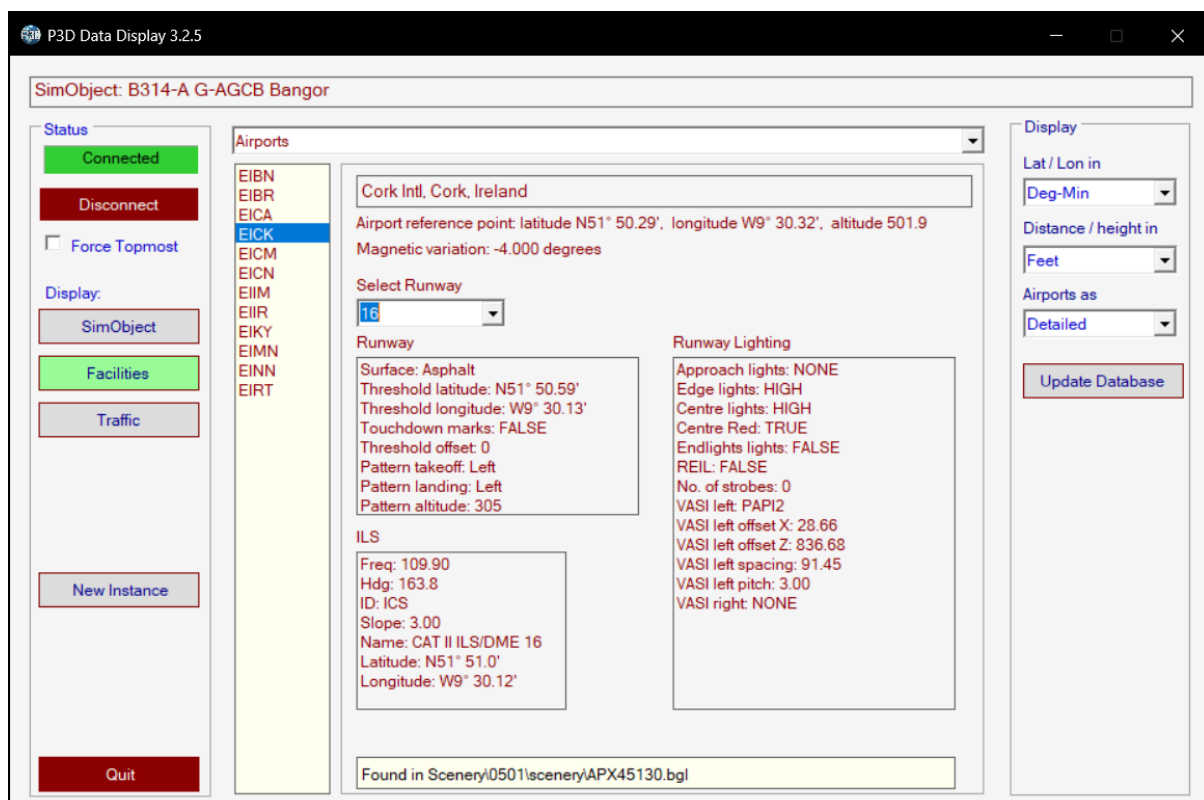 P3D Data Display 3.2.5
SimObject: B314-A G-AGCB Bangor
Status
Connected
Disconnect
Force Topmost
Display:
SimObject
Facilities
Traffic
New Instance
Quit
Airports
EIBN
EIBR
EICA
EICK
EICM
EICN
EIIM
EIIR
EIKY
EIMN
EINN
EIRT
Cork Intl, Cork, Ireland
Airport reference point: latitude N51° 50.29', longitude W9° 30.32', altitude 501.9
Magnetic variation: -4.000 degrees
Select Runway
16
Runway
Surface: Asphalt
Threshold latitude: N51° 50.59'
Threshold longitude: W9° 30.13'
Touchdown marks: FALSE
Threshold offset: 0
Pattern takeoff: Left
Pattern landing: Left
Pattern altitude: 305
ILS
Freq: 109.90
Hdg: 163.8
ID: ICS
Slope: 3.00
Name: CAT II ILS/DME 16
Latitude: N51° 51.0'
Longitude: W9° 30.12'
Runway Lighting
Approach lights: NONE
Edge lights: HIGH
Centre lights: HIGH
Centre Red: TRUE
Endlights lights: FALSE
REIL: FALSE
No. of strobes: 0
VASI left: PAPI2
VASI left offset X: 28.66
VASI left offset Z: 836.68
VASI left spacing: 91.45
VASI left pitch: 3.00
VASI right: NONE
Found in Scenery\0501\scenery\APX45130.bgl
Display
Lat / Lon in
Deg-Min
Distance / height in
Feet
Airports as
Detailed
Update Database